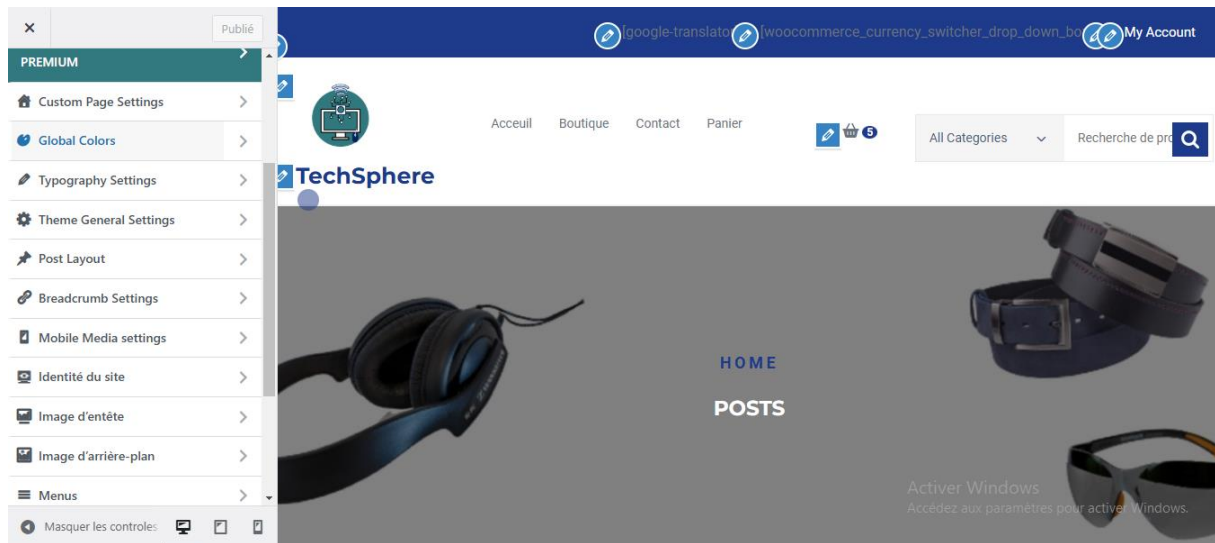 Publié
PREMIUM
Custom Page Settings
Global Colors
Typography Settings
Theme General Settings
Post Layout
Breadcrumb Settings
Mobile Media settings
Identité du site
Image d'entête
Image d'arrière-plan
Menus
Masquer les controles
[google-translato [woocommerce_currency_switcher_drop_down_bo My Account
Acceuil Boutique Contact Panier 5 All Categories Recherche de pro
TechSphere
HOME
POSTS
Activer Windows
Accédez aux paramètres pour activer Windows.